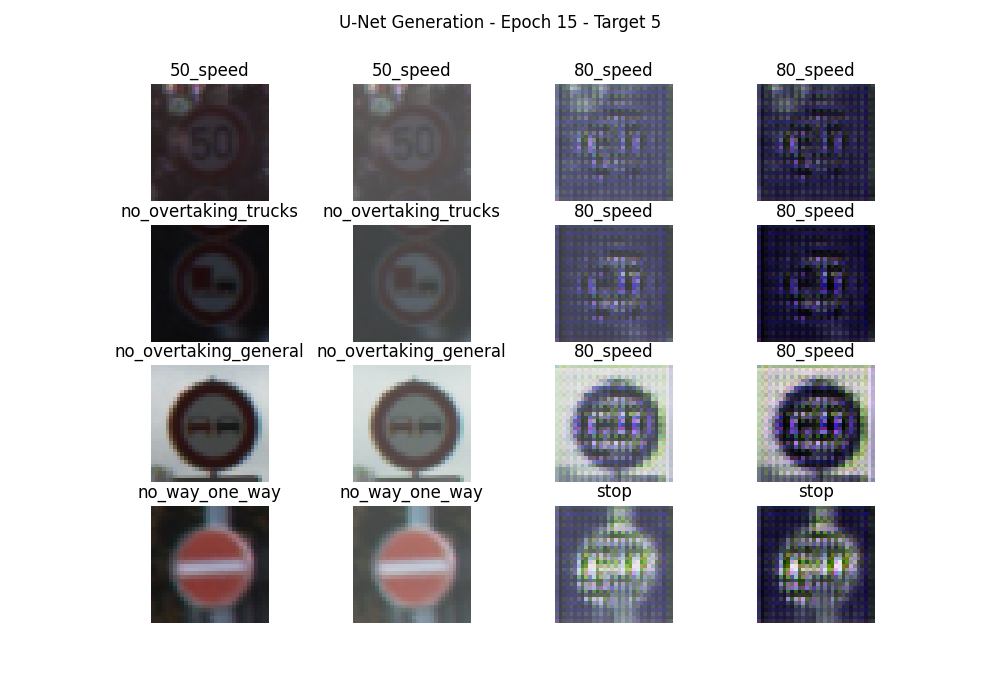 U-Net Generation - Epoch 15 - Target 5
50_speed 50_speed 80_speed 80_speed
50 50
no_overtaking_trucks no_overtaking_trucks 80_speed 80_speed
no_overtaking_general no_overtaking_general 80_speed 80_speed
no_way_one_way no_way_one_way stop stop